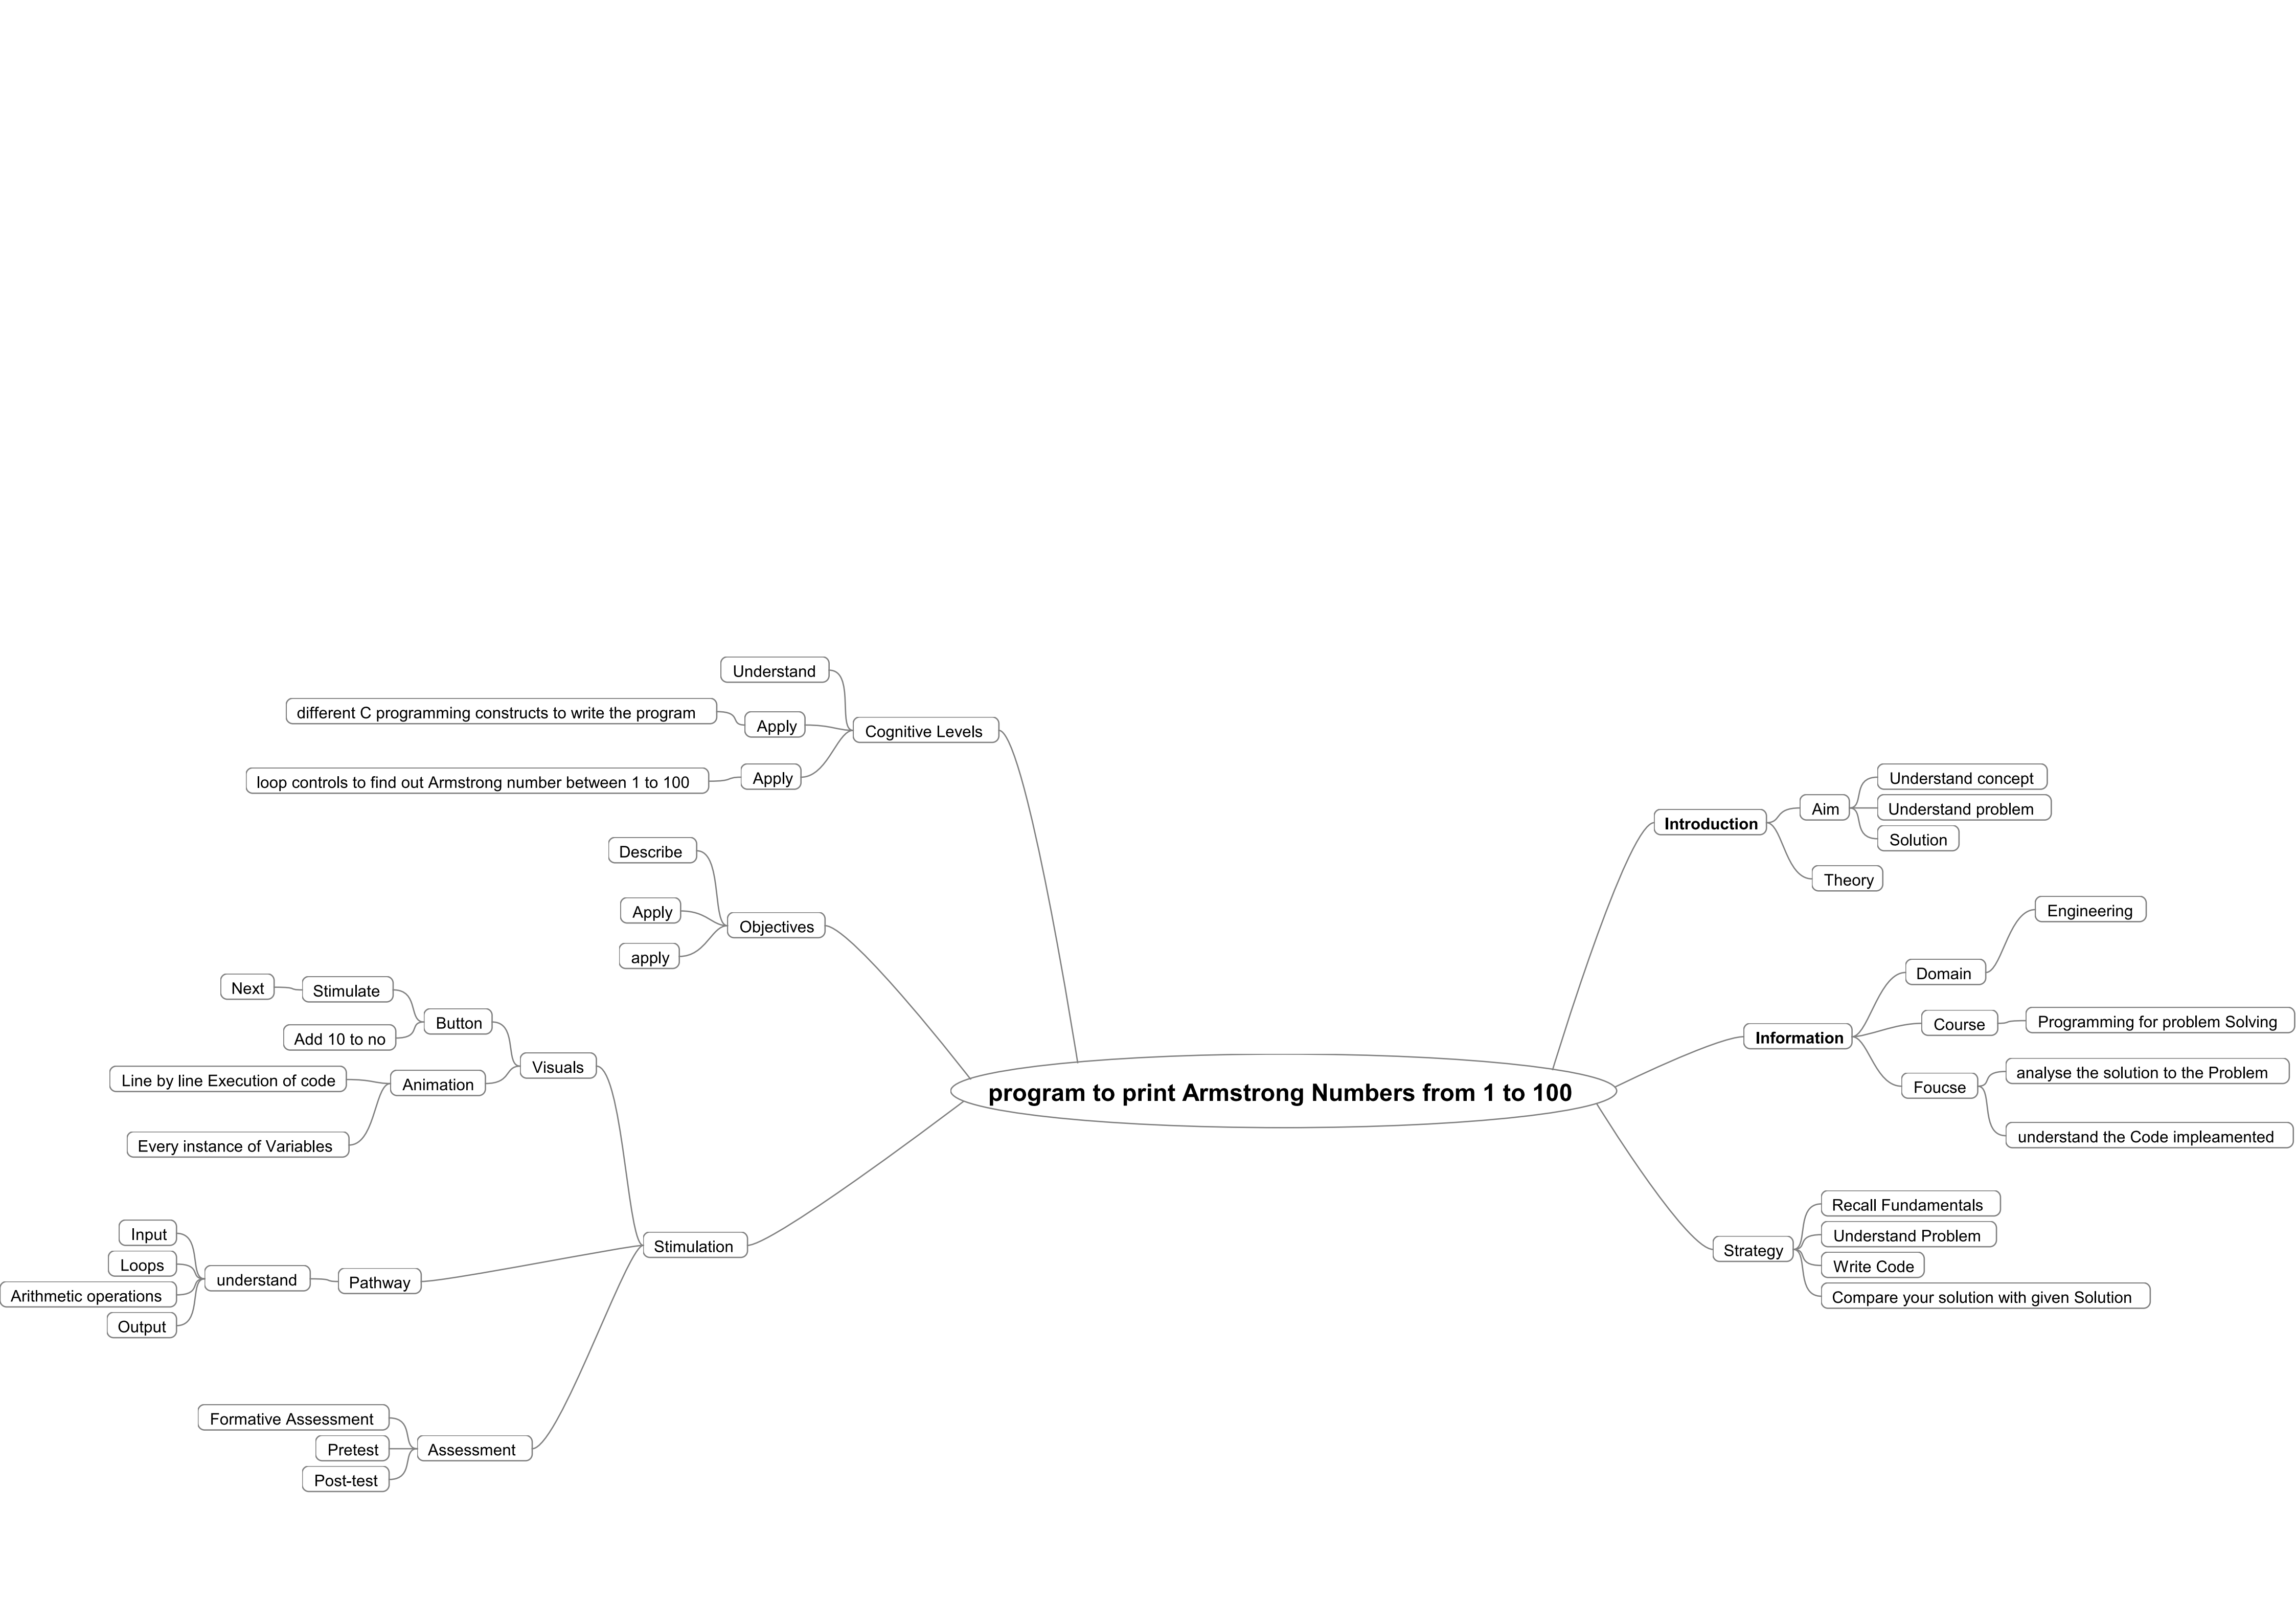 program to print Armstrong Numbers from 1 to 100
Introduction
Aim
Understand concept
Understand problem
Solution
Theory
Information
Domain
Engineering
Course
Programming for problem Solving
Foucse
analyse the solution to the Problem
understand the Code impleamented
Strategy
Recall Fundamentals
Understand Problem
Write Code
Compare your solution with given Solution
Cognitive Levels
Understand
Apply
different C programming constructs to write the program
Apply
loop controls to find out Armstrong number between 1 to 100
Objectives
Describe
Apply
apply
Stimulation
Visuals
Button
Stimulate
Next
Add 10 to no
Animation
Line by line Execution of code
Every instance of Variables
Pathway
understand
Input
Loops
Arithmetic operations
Output
Assessment
Formative Assessment
Pretest
Post-test